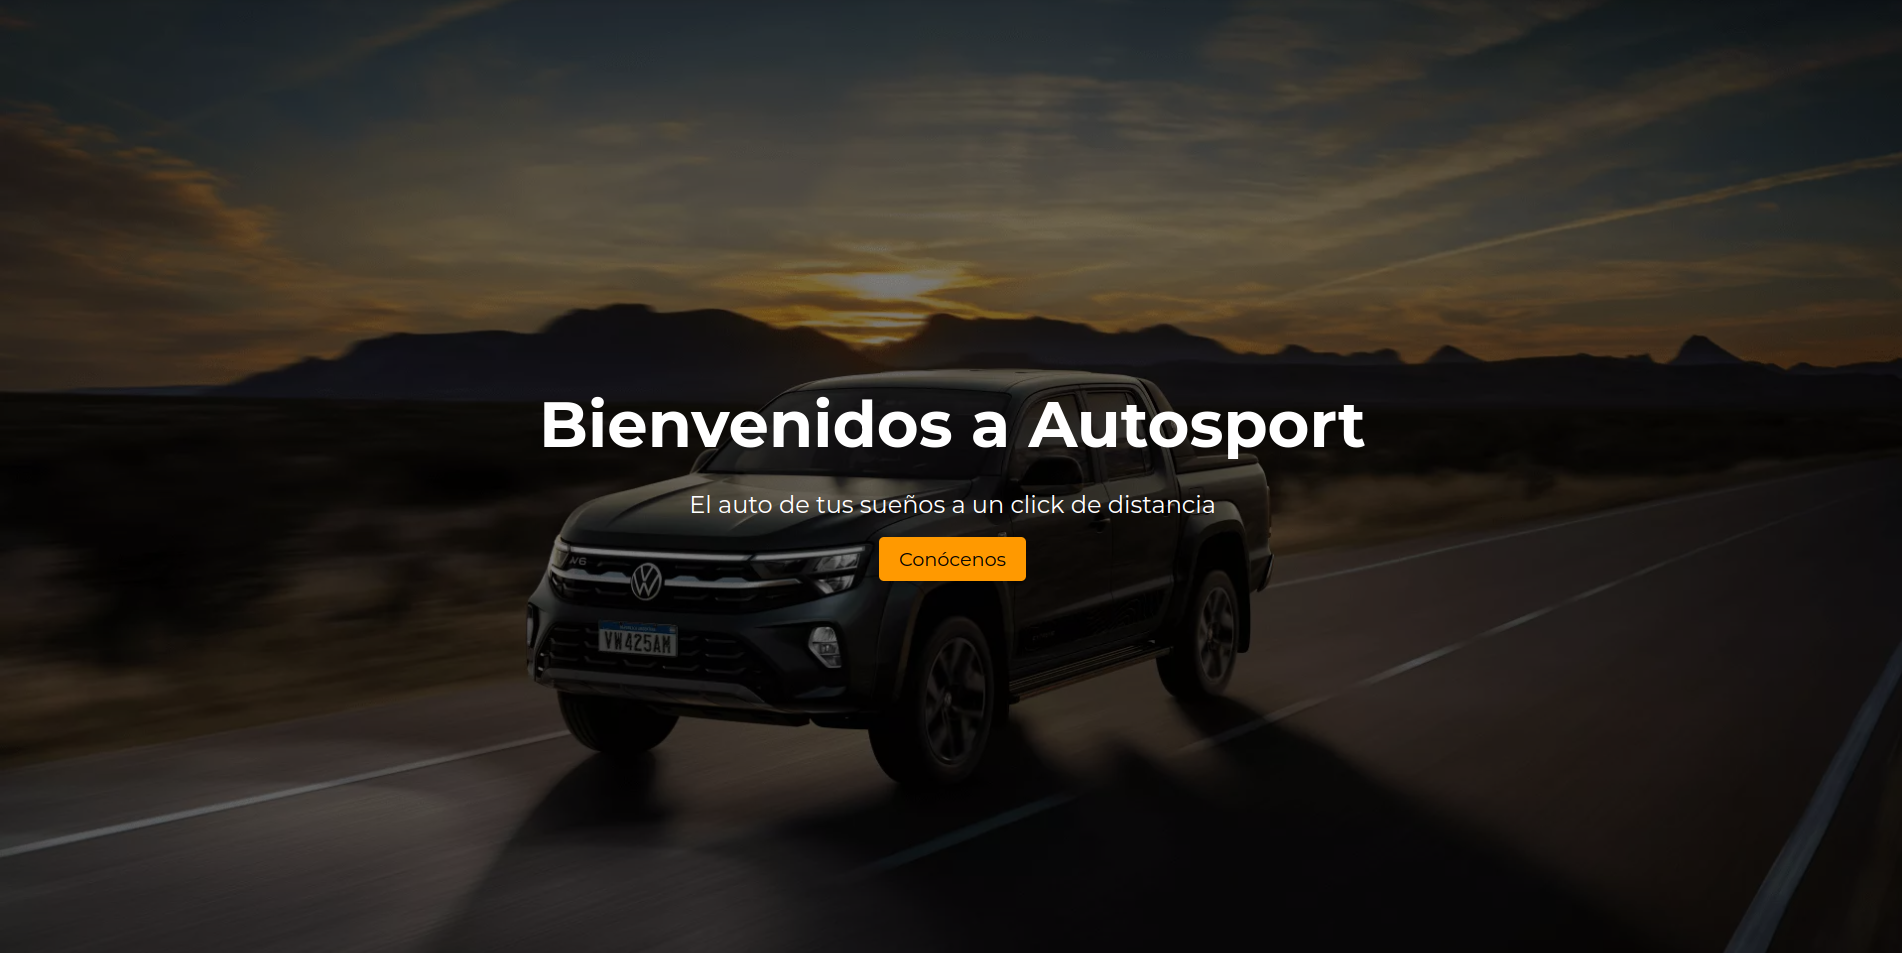 Bienvenidos a Autosport
El auto de tus sueños a un click de distancia
Conócenos
V6
VW425AM